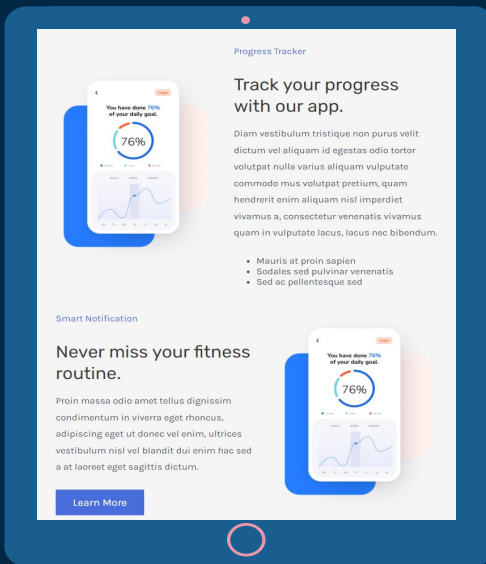 Progress Tracker
Track your progress
with our app.
Diam vestibulum tristique non purus velit
dictum vel aliquam id egestas odio tortor
volutpat nulla varius aliquam vulputate
commodo mus volutpat pretium, quam
hendrerit enim aliquam nisl imperdiet
vivamus a, consectetur venenatis vivamus
quam in vulputate lacus, lacus nec bibendum.
Mauris at proin sapien
Sodales sed pulvinar venenatis
Sed ac pellentesque sed
You have done 76%
of your daily goal.
76%
DAILY WEEK MONTH
Smart Notification
Never miss your fitness
routine.
Proin massa odio amet tellus dignissim
condimentum in viverra eget rhoncus,
adipiscing eget ut donec vel enim, ultrices
vestibulum nisl vel blandit dui enim hac sed
a at laoreet eget sagittis dictum.
Learn More
You have done 76%
of your daily goal.
76%
DAILY WEEK MONTH